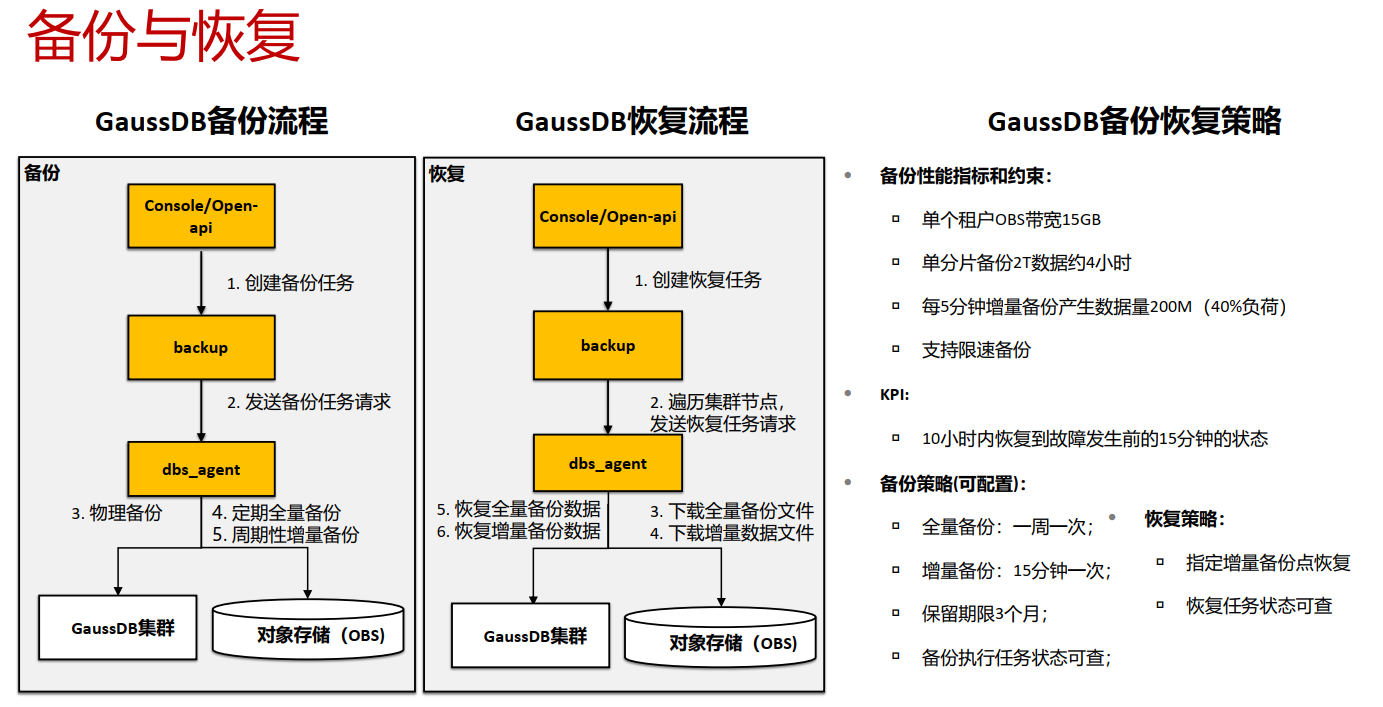 备份与恢复
GaussDB备份流程
备份
Console/Open-
api
1. 创建备份任务
backup
2. 发送备份任务请求
dbs_agent
3. 物理备份
4. 定期全量备份
5. 周期性增量备份
GaussDB集群
对象存储（OBS)
GaussDB恢复流程
恢复
Console/Open-api
1. 创建恢复任务
backup
2. 遍历集群节点，
发送恢复任务请求
dbs_agent
5. 恢复全量备份数据
6. 恢复增量备份数据
3. 下载全量备份文件
4. 下载增量数据文件
GaussDB集群
对象存储（OBS)
GaussDB备份恢复策略
备份性能指标和约束：
单个租户OBS带宽15GB
单分片备份2T数据约4小时
每5分钟增量备份产生数据量200M（40%负荷）
支持限速备份
KPI:
10小时内恢复到故障发生前的15分钟的状态
备份策略(可配置)：
全量备份：一周一次；
增量备份：15分钟一次；
保留期限3个月；
备份执行任务状态可查；
恢复策略：
指定增量备份点恢复
恢复任务状态可查